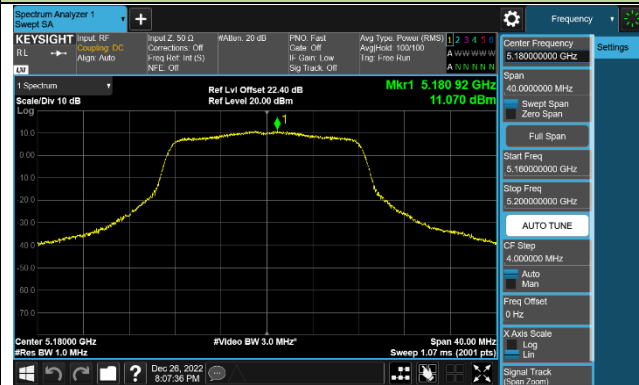 Spectrum Analyzer 1
Swept SA
Frequency
KEYSIGHT
RL
Input: RF
Coupling: DC
Align: Auto
Input Z: 50 Ω
Corrections: Off
Freq Ref: Int (S)
NFE: Off
#Atten: 20 dB
PNO: Fast
Gate: Off
IF Gain: Low
Sig Track: Off
Avg Type: Power (RMS)
Avg|Hold: 100/100
Trig: Free Run
1 2 3 4 5 6
A W W W W W
A N N N N N
1 Spectrum
Scale/Div 10 dB
Log
Ref Lvl Offset 22.40 dB
Ref Level 20.00 dBm
Mkr1 5.180 92 GHz
11.070 dBm
1
10.0
0.00
-10.0
-20.0
-30.0
-40.0
-50.0
-60.0
-70.0
Center 5.18000 GHz
#Res BW 1.0 MHz
#Video BW 3.0 MHz*
Span 40.00 MHz
Sweep 1.07 ms (2001 pts)
Dec 26, 2022
8:07:36 PM
Center Frequency
5.180000000 GHz
Settings
Span
40.0000000 MHz
Swept Span
Zero Span
Full Span
Start Freq
5.160000000 GHz
Stop Freq
5.200000000 GHz
AUTO TUNE
CF Step
4.000000 MHz
Auto
Man
Freq Offset
0 Hz
X Axis Scale
Log
Lin
Signal Track
(Span Zoom)